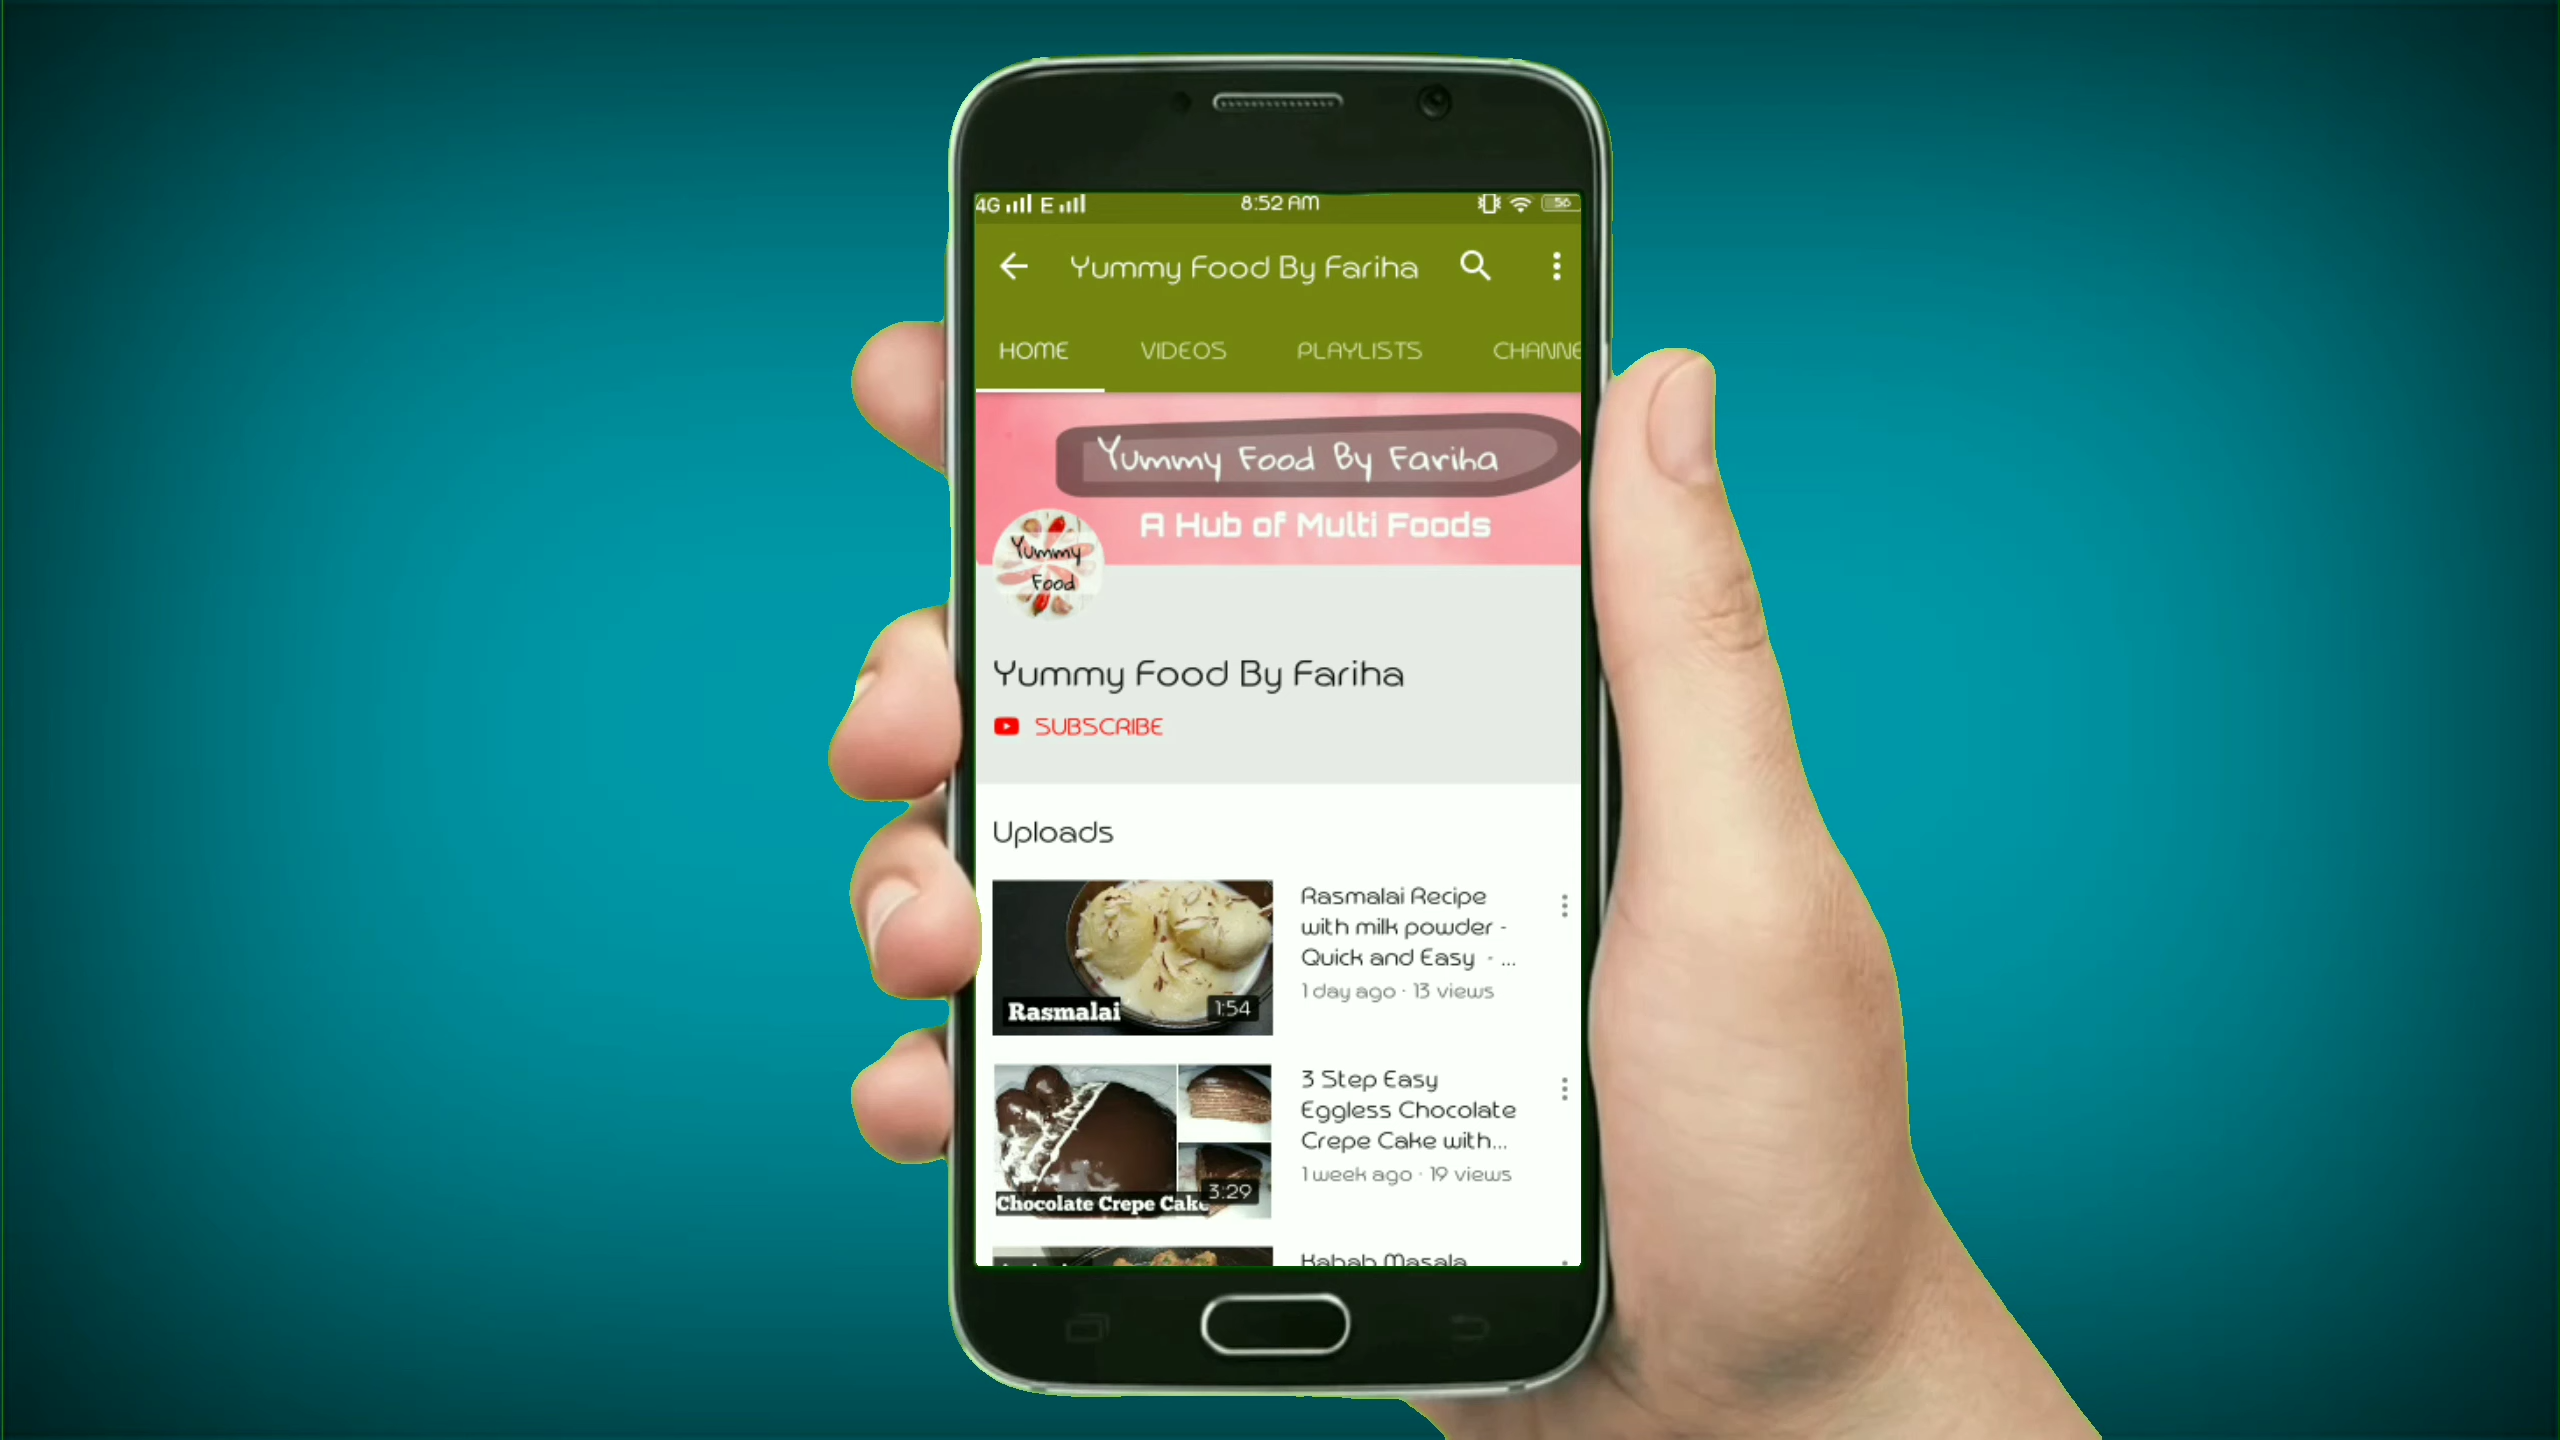 4G E 8:52 AM 56
Yummy Food By Fariha
HOME VIDEOS PLAYLISTS CHANNE
Yummy Food By Fariha
A Hub of Multi Foods
Yummy
Food
Yummy Food By Fariha
SUBSCRIBE
Uploads
Rasmalai Recipe
with milk powder -
Quick and Easy - ...
1 day ago · 13 views
Rasmalai
1:54
3 Step Easy
Eggless Chocolate
Crepe Cake with...
1 week ago · 19 views
3:29
Chocolate Crepe Cake
Kabab Masala